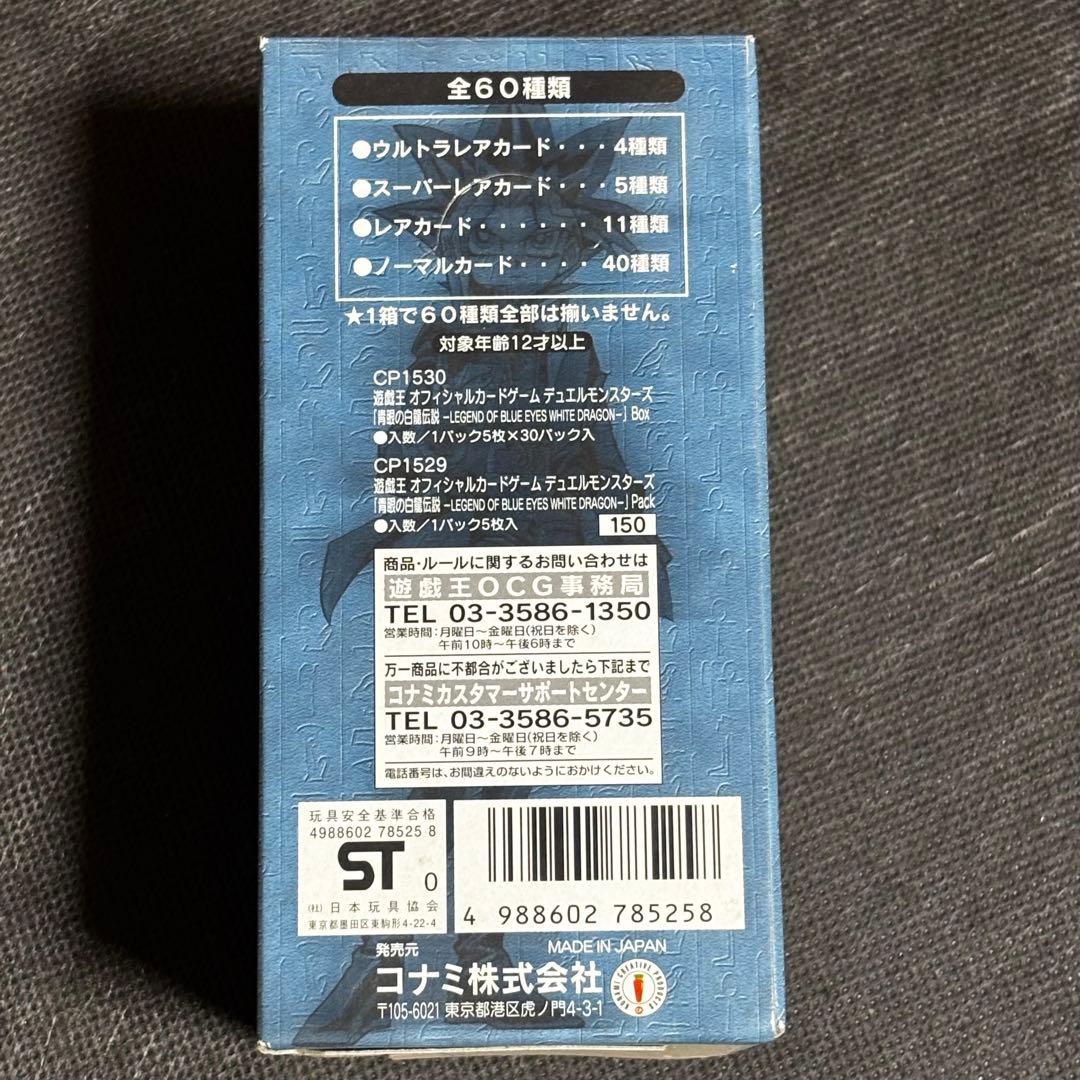 全60種類
●ウルトラレアカード・・・4種類
●スーパーレアカード・・・5種類
●レアカード・・・・・・11種類
●ノーマルカード・・・・40種類
★1箱で60種類全部は揃いません。
対象年齢12才以上
CP1530
遊戯王 オフィシャルカードゲーム デュエルモンスターズ
「青眼の白龍伝説 -LEGEND OF BLUE EYES WHITE DRAGON-」 Box
●入数/1パック5枚×30パック入
CP1529
遊戯王 オフィシャルカードゲーム デュエルモンスターズ
「青眼の白龍伝説 -LEGEND OF BLUE EYES WHITE DRAGON-」 Pack
●入数/1パック5枚入
150
商品・ルールに関するお問い合わせは
遊戯王OCG事務局
TEL 03-3586-1350
営業時間:月曜日〜金曜日(祝日を除く)
午前10時〜午後6時まで
万一商品に不都合がございましたら下記まで
コナミカスタマーサポートセンター
TEL 03-3586-5735
営業時間:月曜日〜金曜日(祝日を除く)
午前9時〜午後7時まで
電話番号は、お間違えのないようにおかけください。
玩具安全基準合格
4988602 78525 8
ST 0
(社)日本玩具協会
東京都墨田区東駒形4-22-4
4 988602 785258
発売元
MADE IN JAPAN
コナミ株式会社
〒105-6021 東京都港区虎ノ門4-3-1
KONAMI CREATIVE PRODUCTS
CP